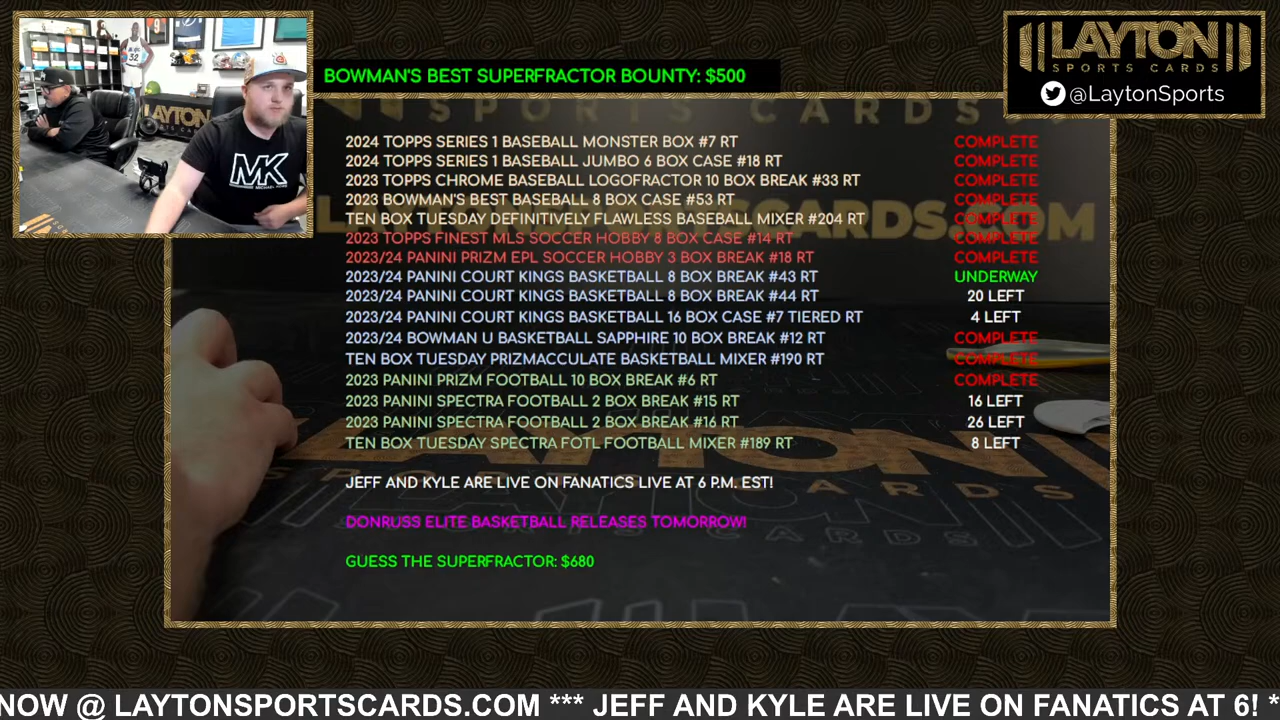 BOWMAN'S BEST SUPERFRACTOR BOUNTY: $500
LAYTON
SPORTS CARDS
@LaytonSports
SPORTS CARDS
2024 TOPPS SERIES 1 BASEBALL MONSTER BOX #7 RT COMPLETE
2024 TOPPS SERIES 1 BASEBALL JUMBO 6 BOX CASE #18 RT COMPLETE
2023 TOPPS CHROME BASEBALL LOGOFRACTOR 10 BOX BREAK #33 RT COMPLETE
2023 BOWMAN'S BEST BASEBALL 8 BOX CASE #53 RT COMPLETE
TEN BOX TUESDAY DEFINITIVELY FLAWLESS BASEBALL MIXER #204 RT COMPLETE
2023 TOPPS FINEST MLS SOCCER HOBBY 8 BOX CASE #14 RT COMPLETE
2023/24 PANINI PRIZM EPL SOCCER HOBBY 3 BOX BREAK #18 RT COMPLETE
2023/24 PANINI COURT KINGS BASKETBALL 8 BOX BREAK #43 RT UNDERWAY
2023/24 PANINI COURT KINGS BASKETBALL 8 BOX BREAK #44 RT 20 LEFT
2023/24 PANINI COURT KINGS BASKETBALL 16 BOX CASE #7 TIERED RT 4 LEFT
2023/24 BOWMAN U BASKETBALL SAPPHIRE 10 BOX BREAK #12 RT COMPLETE
TEN BOX TUESDAY PRIZMACCULATE BASKETBALL MIXER #190 RT COMPLETE
2023 PANINI PRIZM FOOTBALL 10 BOX BREAK #6 RT COMPLETE
2023 PANINI SPECTRA FOOTBALL 2 BOX BREAK #15 RT 16 LEFT
2023 PANINI SPECTRA FOOTBALL 2 BOX BREAK #16 RT 26 LEFT
TEN BOX TUESDAY SPECTRA FOTL FOOTBALL MIXER #189 RT 8 LEFT
JEFF AND KYLE ARE LIVE ON FANATICS LIVE AT 6 P.M. EST!
DONRUSS ELITE BASKETBALL RELEASES TOMORROW!
GUESS THE SUPERFRACTOR: $680
MK
32
LAYTON
NOW @ LAYTONSPORTSCARDS.COM *** JEFF AND KYLE ARE LIVE ON FANATICS AT 6! *